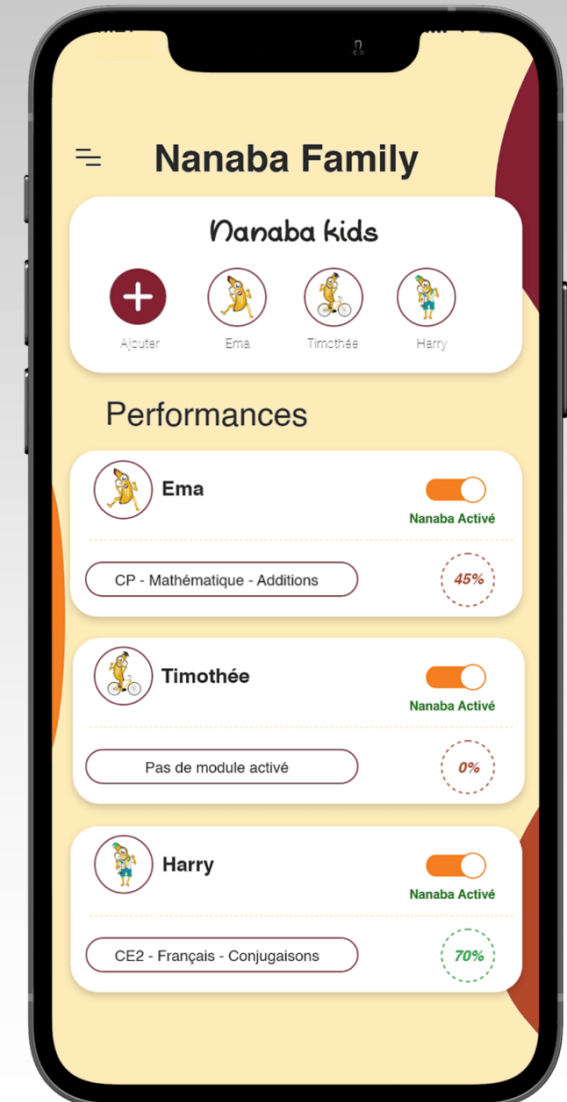 Nanaba Family
Nanaba kids
Ajouter Ema Timothée Harry
Performances
Ema
Nanaba Activé
CP - Mathématique - Additions 45%
Timothée
Nanaba Activé
Pas de module activé 0%
Harry
Nanaba Activé
CE2 - Français - Conjugaisons 70%